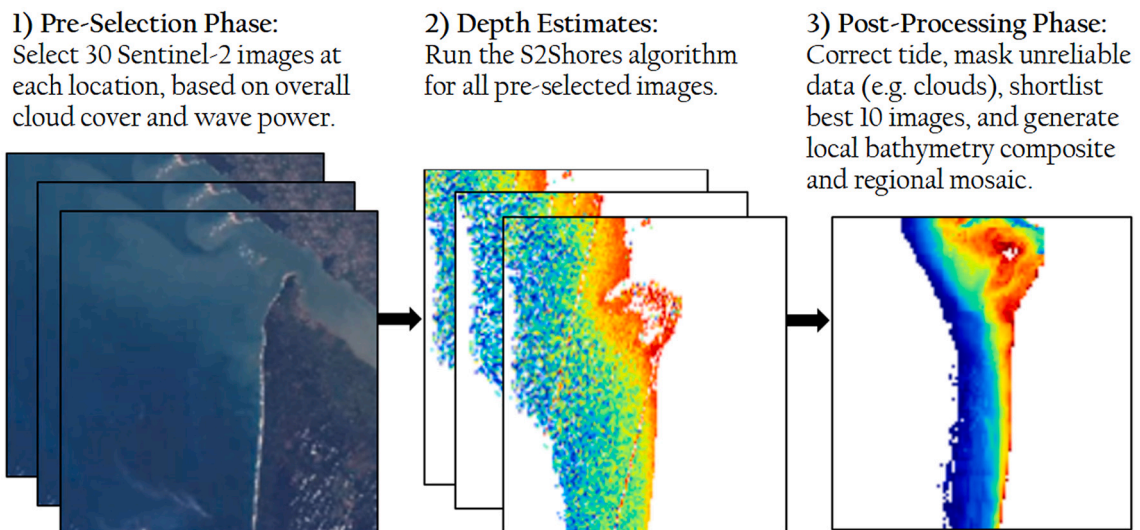 1) Pre-Selection Phase:
Select 30 Sentinel-2 images at
each location, based on overall
cloud cover and wave power.
2) Depth Estimates:
Run the S2Shores algorithm
for all pre-selected images.
3) Post-Processing Phase:
Correct tide, mask unreliable
data (e.g. clouds), shortlist
best 10 images, and generate
local bathymetry composite
and regional mosaic.